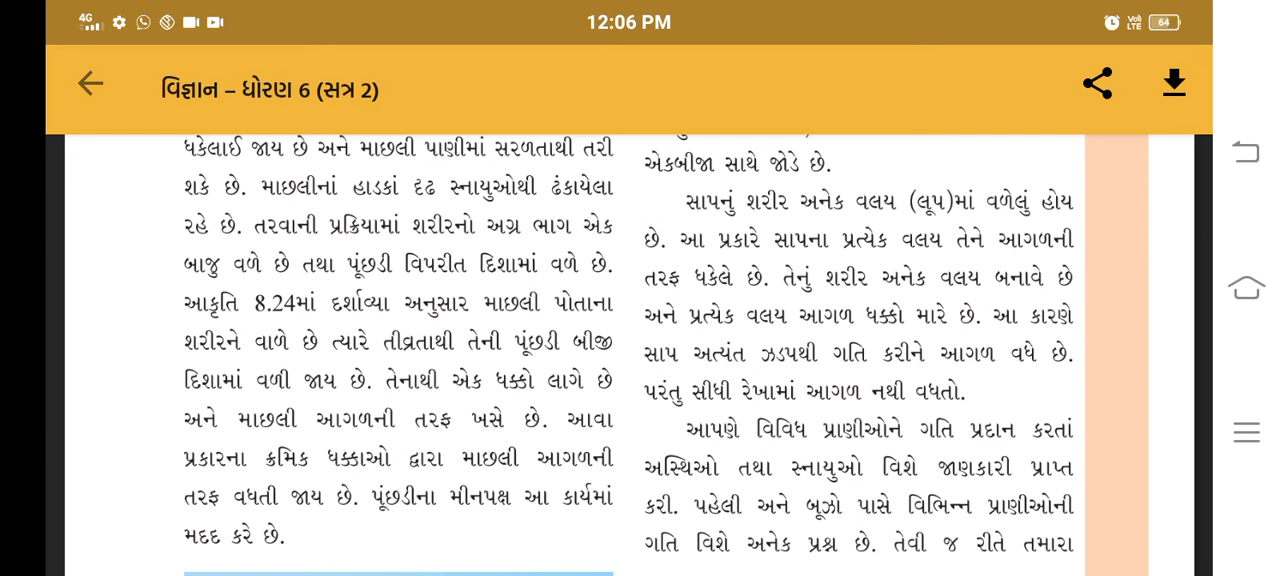 4G
12:06 PM
Vo)
LTE
64
વિજ્ઞાન – ધોરણ 6 (સત્ર 2)
ધકેલાઈ જાય છે અને માછલી પાણીમાં સરળતાથી તરી
શકે છે. માછલીનાં હાડકાં દૃઢ સ્નાયુઓથી ઢંકાયેલા
રહે છે. તરવાની પ્રક્રિયામાં શરીરનો અગ્ર ભાગ એક
બાજુ વળે છે તથા પૂંછડી વિપરીત દિશામાં વળે છે.
આકૃતિ 8.24માં દર્શાવ્યા અનુસાર માછલી પોતાના
શરીરને વાળે છે ત્યારે તીવ્રતાથી તેની પૂંછડી બીજી
દિશામાં વળી જાય છે. તેનાથી એક ધક્કો લાગે છે
અને માછલી આગળની તરફ ખસે છે. આવા
પ્રકારના ક્રમિક ધક્કાઓ દ્વારા માછલી આગળની
તરફ વધતી જાય છે. પૂંછડીના મીનપક્ષ આ કાર્યમાં
મદદ કરે છે.
એકબીજા સાથે જોડે છે.
સાપનું શરીર અનેક વલય (લૂપ)માં વળેલું હોય
છે. આ પ્રકારે સાપના પ્રત્યેક વલય તેને આગળની
તરફ ધકેલે છે. તેનું શરીર અનેક વલય બનાવે છે
અને પ્રત્યેક વલય આગળ ધક્કો મારે છે. આ કારણે
સાપ અત્યંત ઝડપથી ગતિ કરીને આગળ વધે છે.
પરંતુ સીધી રેખામાં આગળ નથી વધતો.
આપણે વિવિધ પ્રાણીઓને ગતિ પ્રદાન કરતાં
અસ્થિઓ તથા સ્નાયુઓ વિશે જાણકારી પ્રાપ્ત
કરી. પહેલી અને બૂઝો પાસે વિભિન્ન પ્રાણીઓની
ગતિ વિશે અનેક પ્રશ્ન છે. તેવી જ રીતે તમારા